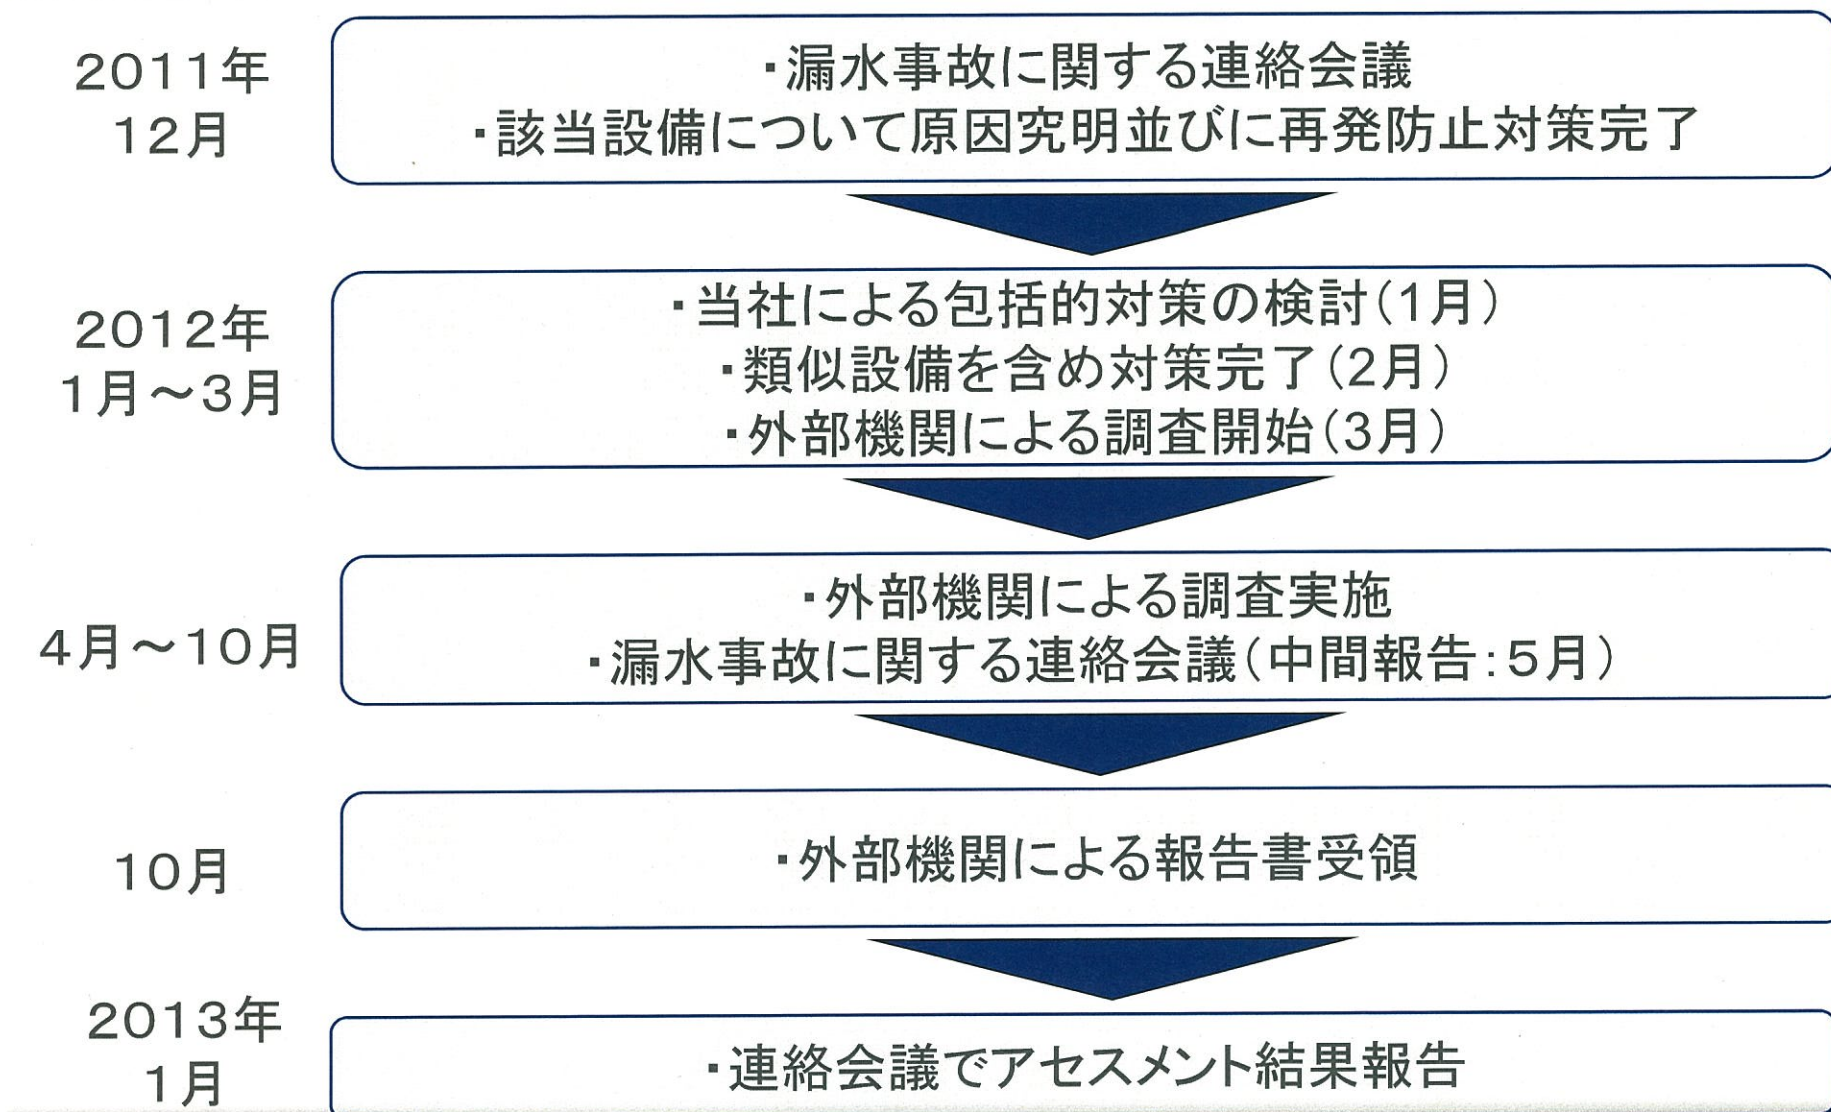 2011年
12月
・漏水事故に関する連絡会議
・該当設備について原因究明並びに再発防止対策完了
2012年
1月～3月
・当社による包括的対策の検討(1月)
・類似設備を含め対策完了(2月)
・外部機関による調査開始(3月)
4月～10月
・外部機関による調査実施
・漏水事故に関する連絡会議(中間報告:5月)
10月
・外部機関による報告書受領
2013年
1月
・連絡会議でアセスメント結果報告